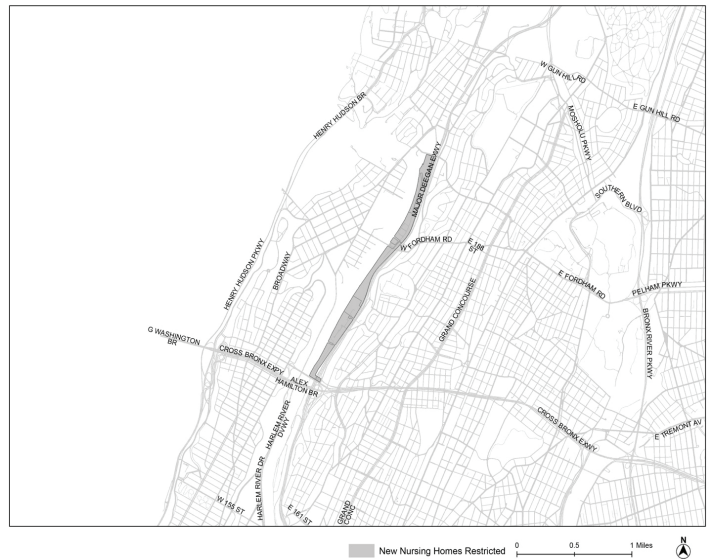 W GUN HILL RD
HENRY HUDSON BR
MOSHOLU PKWY
E GUN HILL RD
MAJOR DEEGAN EXWY
SOUTHERN BLVD
W FORDHAM RD
E 188
ST
HENRY HUDSON PKWY
BROADWAY
E FORDHAM RD
PELHAM PKWY
GRAND CONCOURSE
BRONX RIVER PKWY
G WASHINGTON
BR
CROSS BRONX EXPY
ALEX
HAMILTON BR
HARLEM RIVER
DVWY
CROSS BRONX EXWY
E TREMONT AV
HARLEM RIVER DR
W 155 ST
E 161 ST
GRAND
CONC
New Nursing Homes Restricted
0 0.5 1 Miles
N